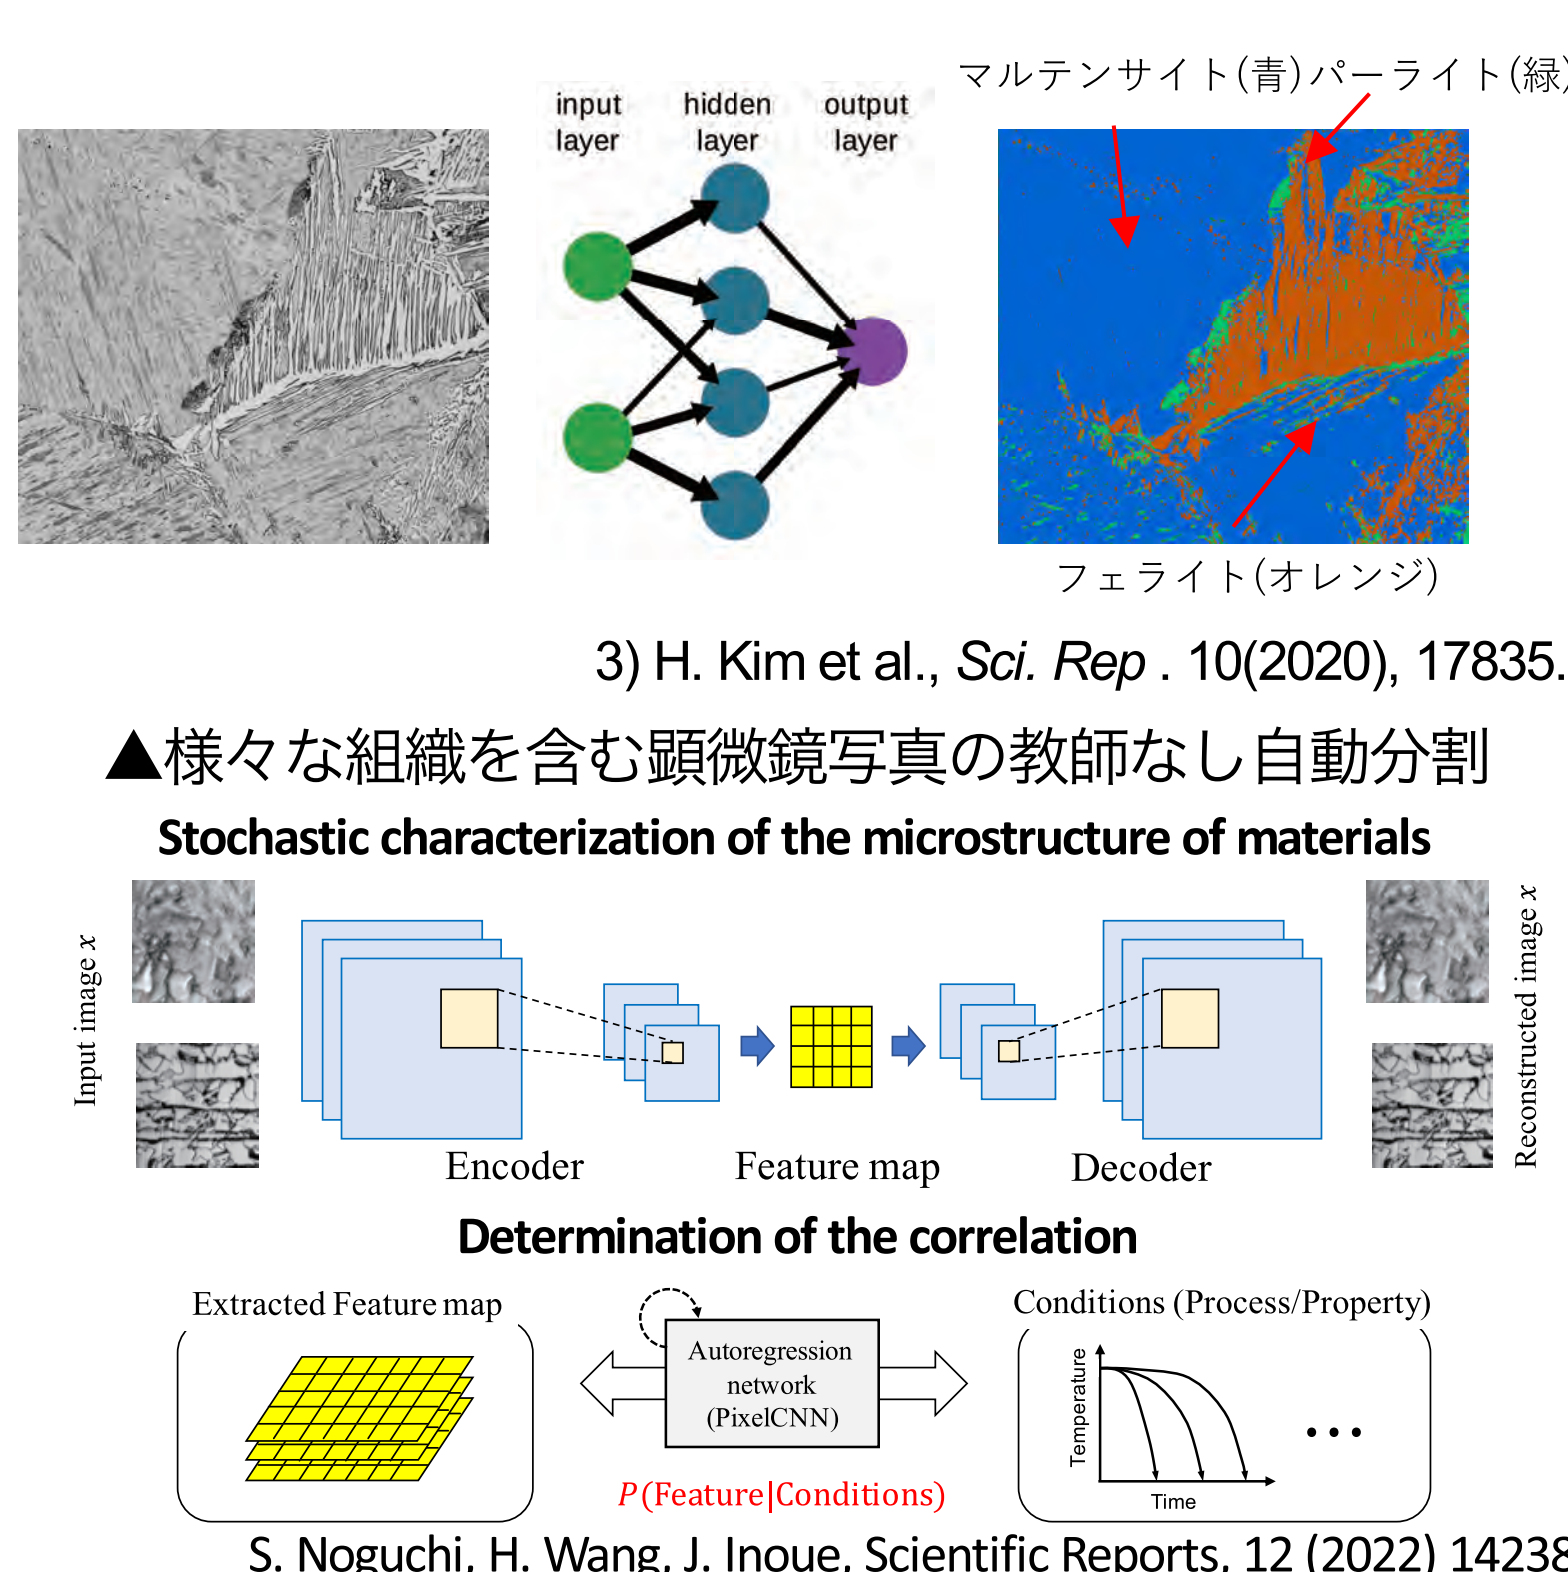 マルテンサイト(青) パーライト(緑)
input layer
hidden layer
output layer
フェライト(オレンジ)
3) H. Kim et al., Sci. Rep . 10(2020), 17835.
▲様々な組織を含む顕微鏡写真の教師なし自動分割
Stochastic characterization of the microstructure of materials
Input image x
Reconstructed image x
Encoder
Feature map
Decoder
Determination of the correlation
Extracted Feature map
Autoregression
network
(PixelCNN)
P(Feature|Conditions)
Conditions (Process/Property)
Temperature
Time
S. Noguchi, H. Wang, J. Inoue, Scientific Reports, 12 (2022) 14238